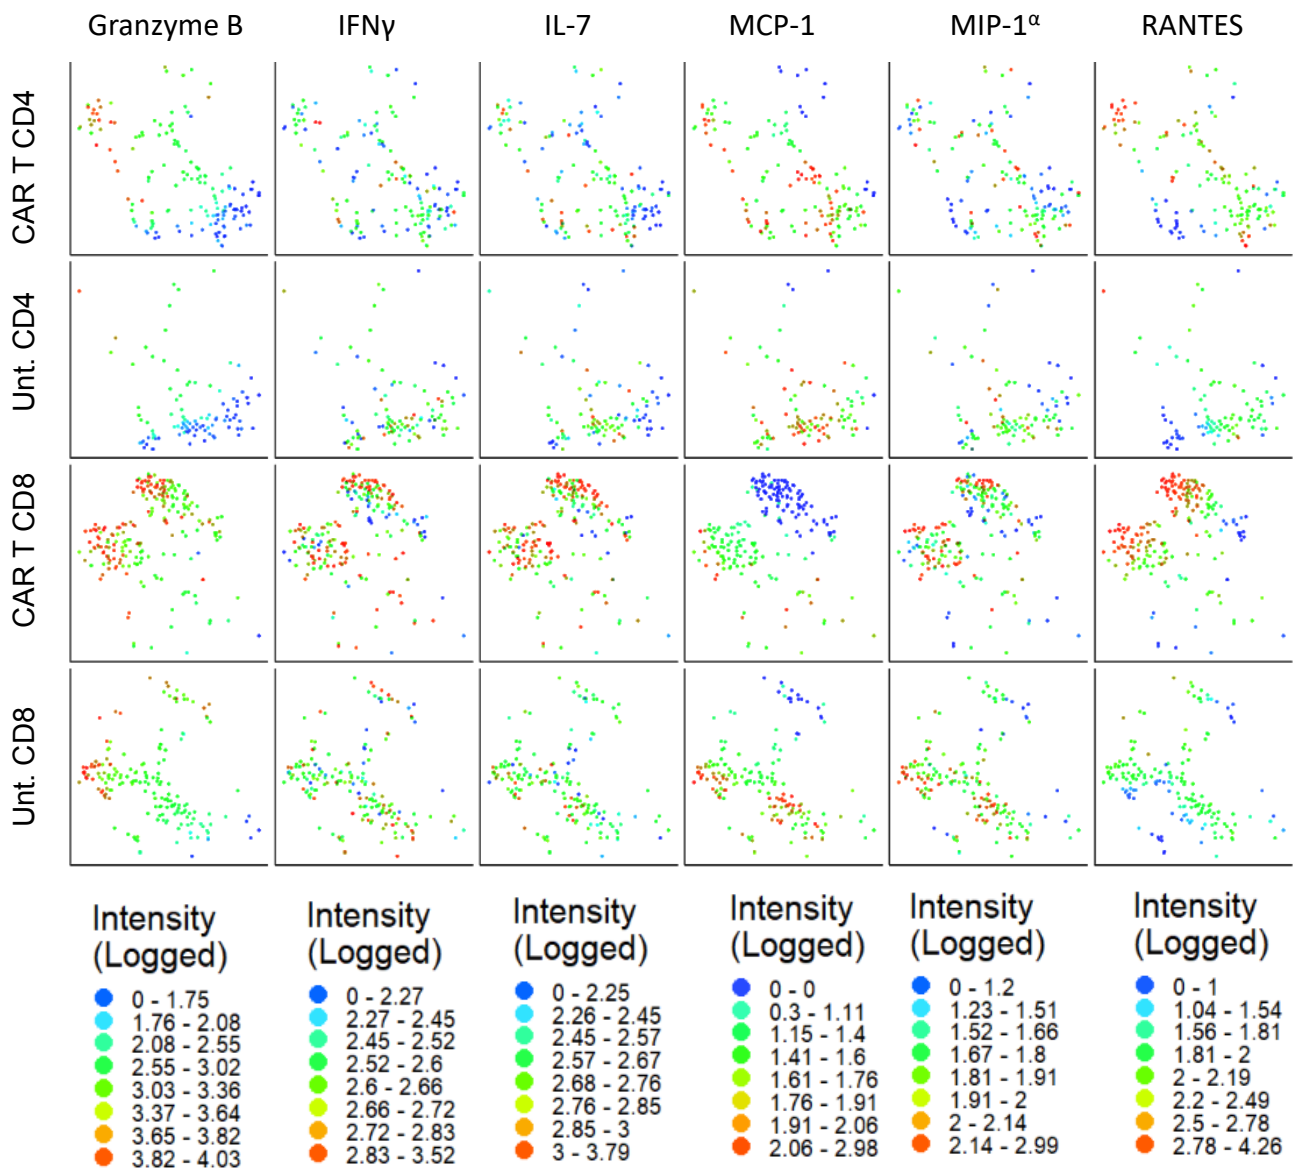 Granzyme B IFNγ IL-7 MCP-1 MIP-1α RANTES
CAR T CD4
Unt. CD4
CAR T CD8
Unt. CD8
Intensity
(Logged)
0 - 1.75
1.76 - 2.08
2.08 - 2.55
2.55 - 3.02
3.03 - 3.36
3.37 - 3.64
3.65 - 3.82
3.82 - 4.03
Intensity
(Logged)
0 - 2.27
2.27 - 2.45
2.45 - 2.52
2.52 - 2.6
2.6 - 2.66
2.66 - 2.72
2.72 - 2.83
2.83 - 3.52
Intensity
(Logged)
0 - 2.25
2.26 - 2.45
2.45 - 2.57
2.57 - 2.67
2.68 - 2.76
2.76 - 2.85
2.85 - 3
3 - 3.79
Intensity
(Logged)
0 - 0
0.3 - 1.11
1.15 - 1.4
1.41 - 1.6
1.61 - 1.76
1.76 - 1.91
1.91 - 2.06
2.06 - 2.98
Intensity
(Logged)
0 - 1.2
1.23 - 1.51
1.52 - 1.66
1.67 - 1.8
1.81 - 1.91
1.91 - 2
2 - 2.14
2.14 - 2.99
Intensity
(Logged)
0 - 1
1.04 - 1.54
1.56 - 1.81
1.81 - 2
2 - 2.19
2.2 - 2.49
2.5 - 2.78
2.78 - 4.26